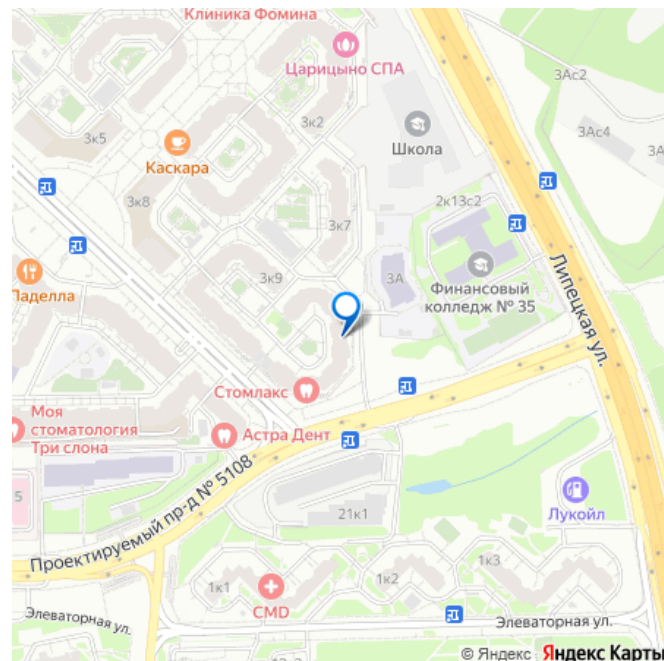 Клиника Фомина
Царицыно СПА
3Ас2
3к2
3к5
3Ас4
Школа
Каскара
3А
3к8
2к13с2
3к7
3к9
3А
Финансовый
колледж № 35
Паделла
Липецкая ул.
Стомлакс
Моя
стоматология
Три слона
Астра Дент
5
Проектируемый пр-д № 5108
21к1
Лукойл
1к1
1к2
1к3
CMD
Элеваторная ул.
Элеваторная ул.
© Яндекс Яндекс Карты